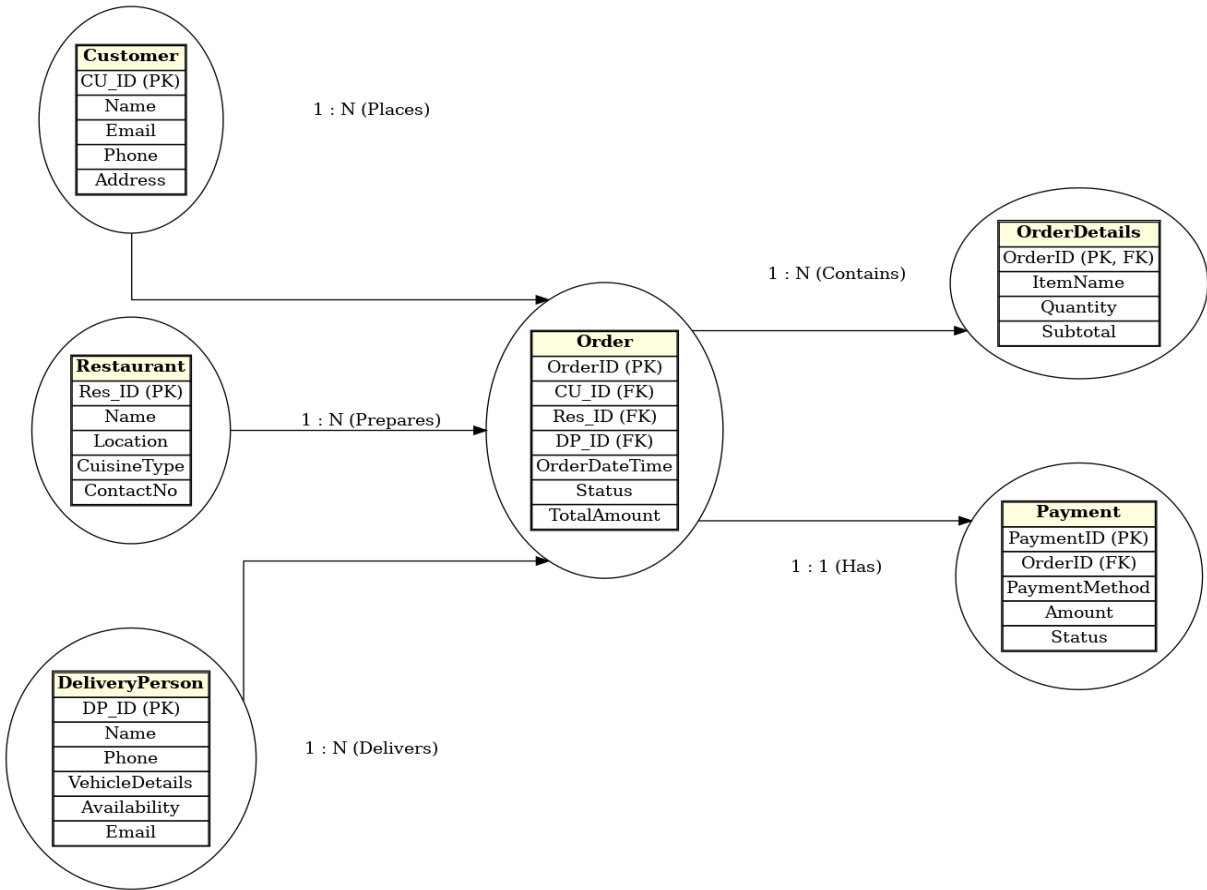 Customer
CU_ID (PK)
Name
Email
Phone
Address
1 : N (Places)
Restaurant
Res_ID (PK)
Name
Location
CuisineType
ContactNo
1 : N (Prepares)
DeliveryPerson
DP_ID (PK)
Name
Phone
VehicleDetails
Availability
Email
1 : N (Delivers)
Order
OrderID (PK)
CU_ID (FK)
Res_ID (FK)
DP_ID (FK)
OrderDateTime
Status
TotalAmount
1 : N (Contains)
OrderDetails
OrderID (PK, FK)
ItemName
Quantity
Subtotal
1 : 1 (Has)
Payment
PaymentID (PK)
OrderID (FK)
PaymentMethod
Amount
Status